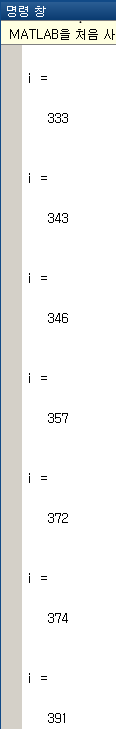 명령 창
MATLAB을 처음 사
i =
333
i =
343
i =
346
i =
357
i =
372
i =
374
i =
391